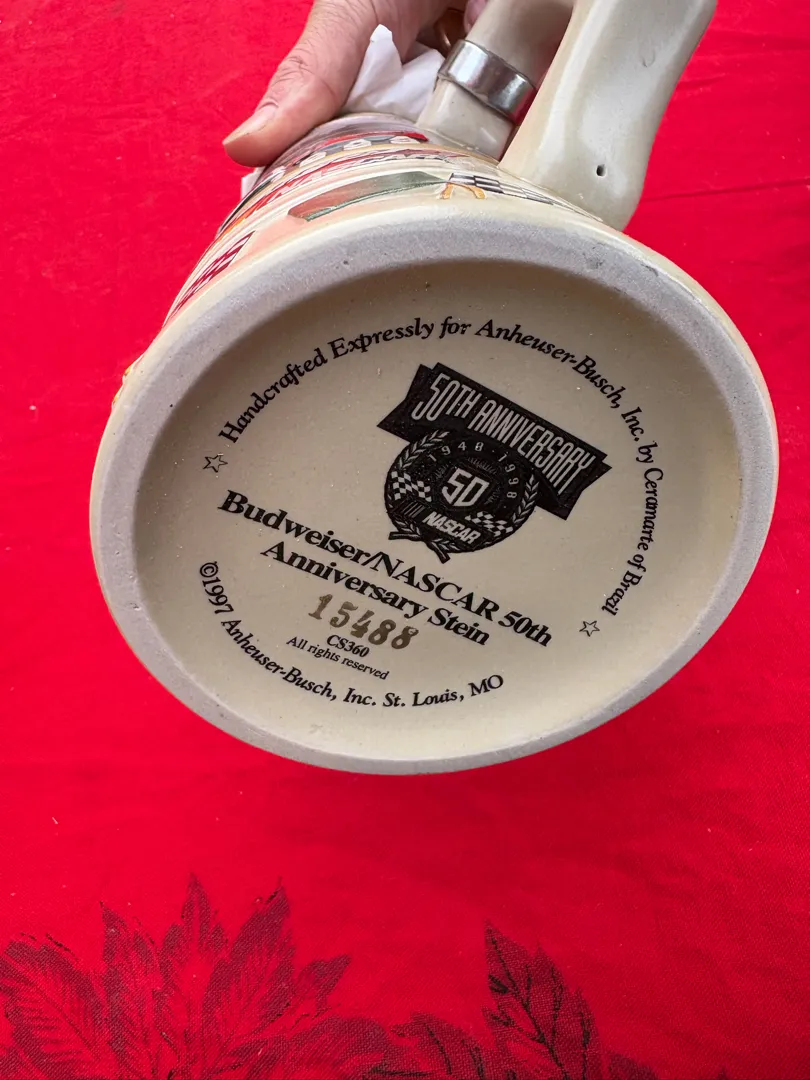 Handcrafted Expressly for Anheuser-Busch, Inc. by Ceramarte of Brazil
50TH ANNIVERSARY
1948-1998
50
NASCAR
Budweiser/NASCAR 50th
Anniversary Stein
15488
CS360
All rights reserved
©1997 Anheuser-Busch, Inc. St. Louis, MO